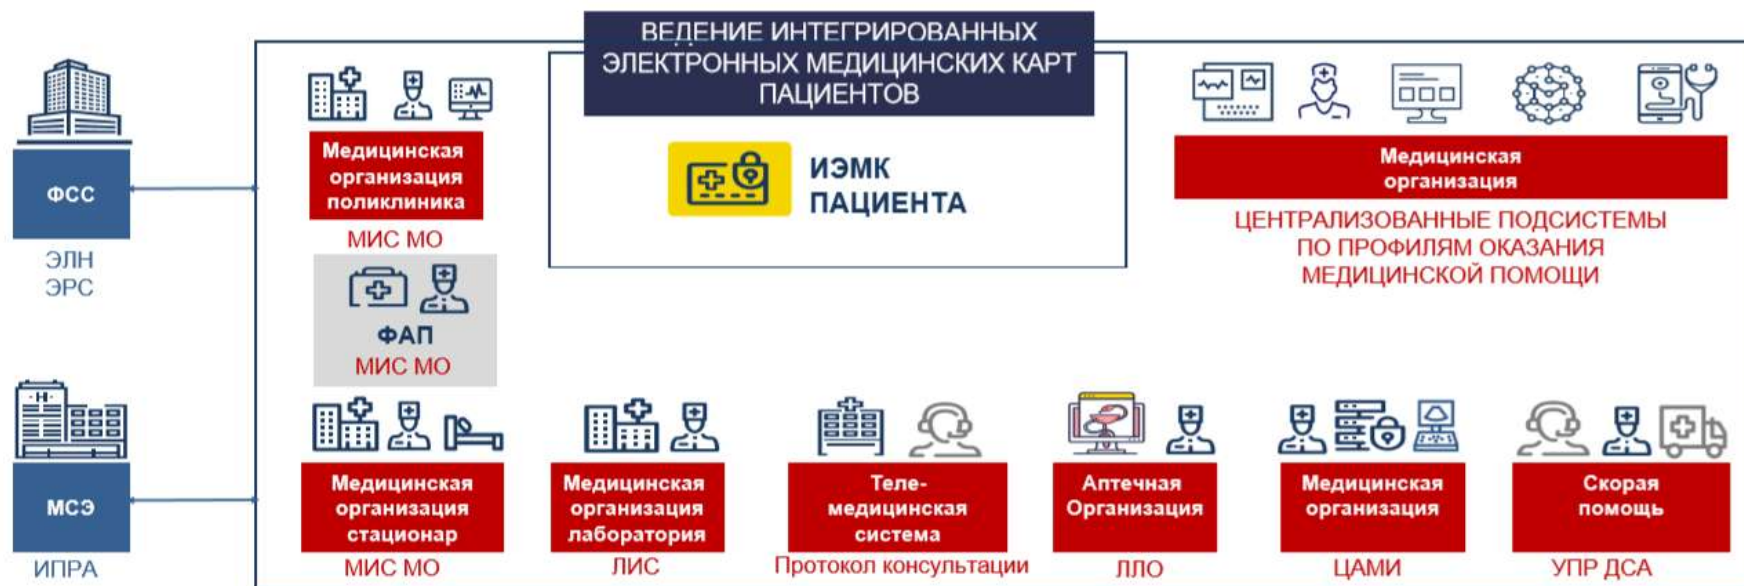 ВЕДЕНИЕ ИНТЕГРИРОВАННЫХ
ЭЛЕКТРОННЫХ МЕДИЦИНСКИХ КАРТ
ПАЦИЕНТОВ
ФСС
ЭЛН
ЭРС
Медицинская
организация
поликлиника
МИС МО
ИЭМК
ПАЦИЕНТА
Медицинская
организация
ЦЕНТРАЛИЗОВАННЫЕ ПОДСИСТЕМЫ
ПО ПРОФИЛЯМ ОКАЗАНИЯ
МЕДИЦИНСКОЙ ПОМОЩИ
ФАП
МИС МО
Н
МСЭ
ИПРА
Медицинская
организация
стационар
МИС МО
Медицинская
организация
лаборатория
ЛИС
Теле-
медицинская
система
Протокол консультации
Аптечная
Организация
ЛЛО
Медицинская
организация
ЦАМИ
Скорая
помощь
УПР ДСА